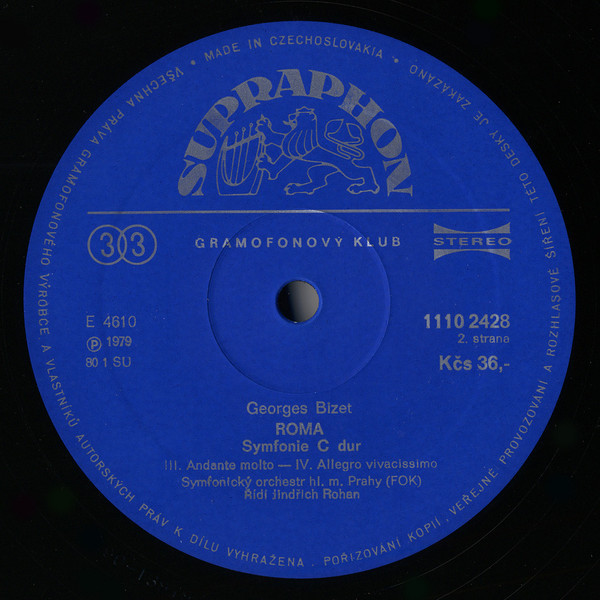 VŠECHNA PRÁVA GRAMOFONOVÉHO VÝROBCE A VLASTNÍKŮ AUTORSKÝCH PRÁV K DÍLU VYHRAŽENA. POŘIZOVÁNÍ KOPIÍ, VEŘEJNÉ PROVOZOVÁNÍ A ROZHLASOVÉ ŠÍŘENÍ TÉTO DESKY JE ZAKÁZÁNO • MADE IN CZECHOSLOVAKIA •
SUPRAPHON
33 GRAMOFONOVÝ KLUB STEREO
E 4610 1110 2428
Ⓟ 1979 2. strana
80 1 SU Kčs 36,-
Georges Bizet
ROMA
Symfonie C dur
III. Andante molto — IV. Allegro vivacissimo
Symfonický orchestr hl. m. Prahy (FOK)
Řídí Jindřich Rohan